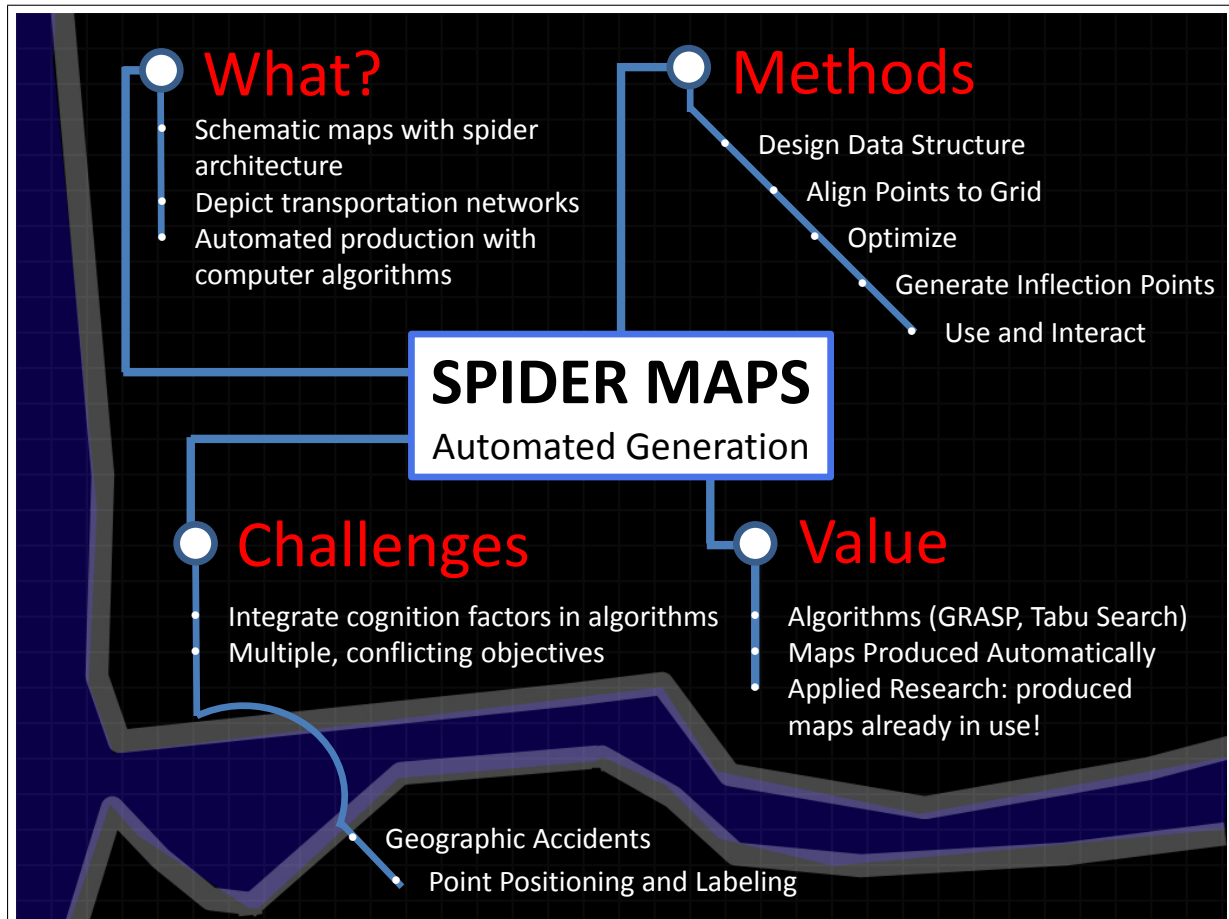 What?
Schematic maps with spider
architecture
Depict transportation networks
Automated production with
computer algorithms
Methods
Design Data Structure
Align Points to Grid
Optimize
Generate Inflection Points
Use and Interact
SPIDER MAPS
Automated Generation
Challenges
Integrate cognition factors in algorithms
Multiple, conflicting objectives
Geographic Accidents
Point Positioning and Labeling
Value
Algorithms (GRASP, Tabu Search)
Maps Produced Automatically
Applied Research: produced
maps already in use!